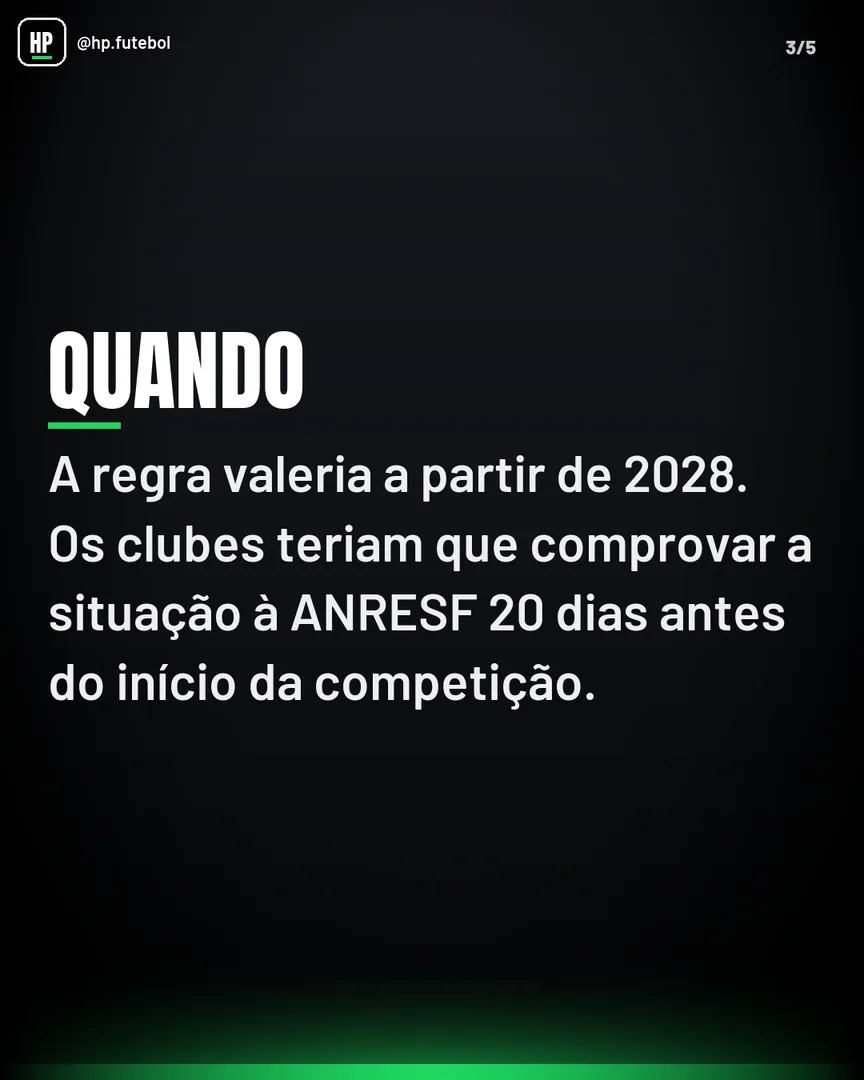 HP
@hp.futebol
3/5
QUANDO
A regra valeria a partir de 2028.
Os clubes teriam que comprovar a
situação à ANRESF 20 dias antes
do início da competição.